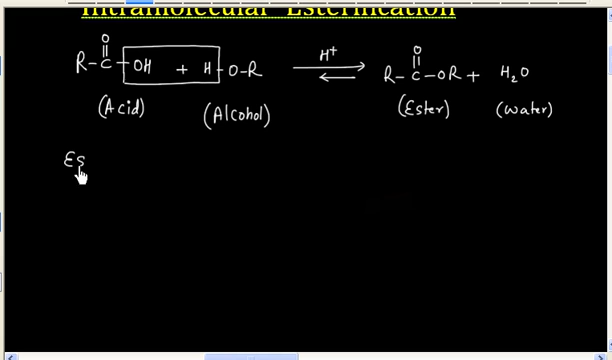 Intramolecular Esterification
O
R-C-OH + H-O-R H+ R-C-OR + H2O
O
(Acid) (Alcohol) (Ester) (water)
Es